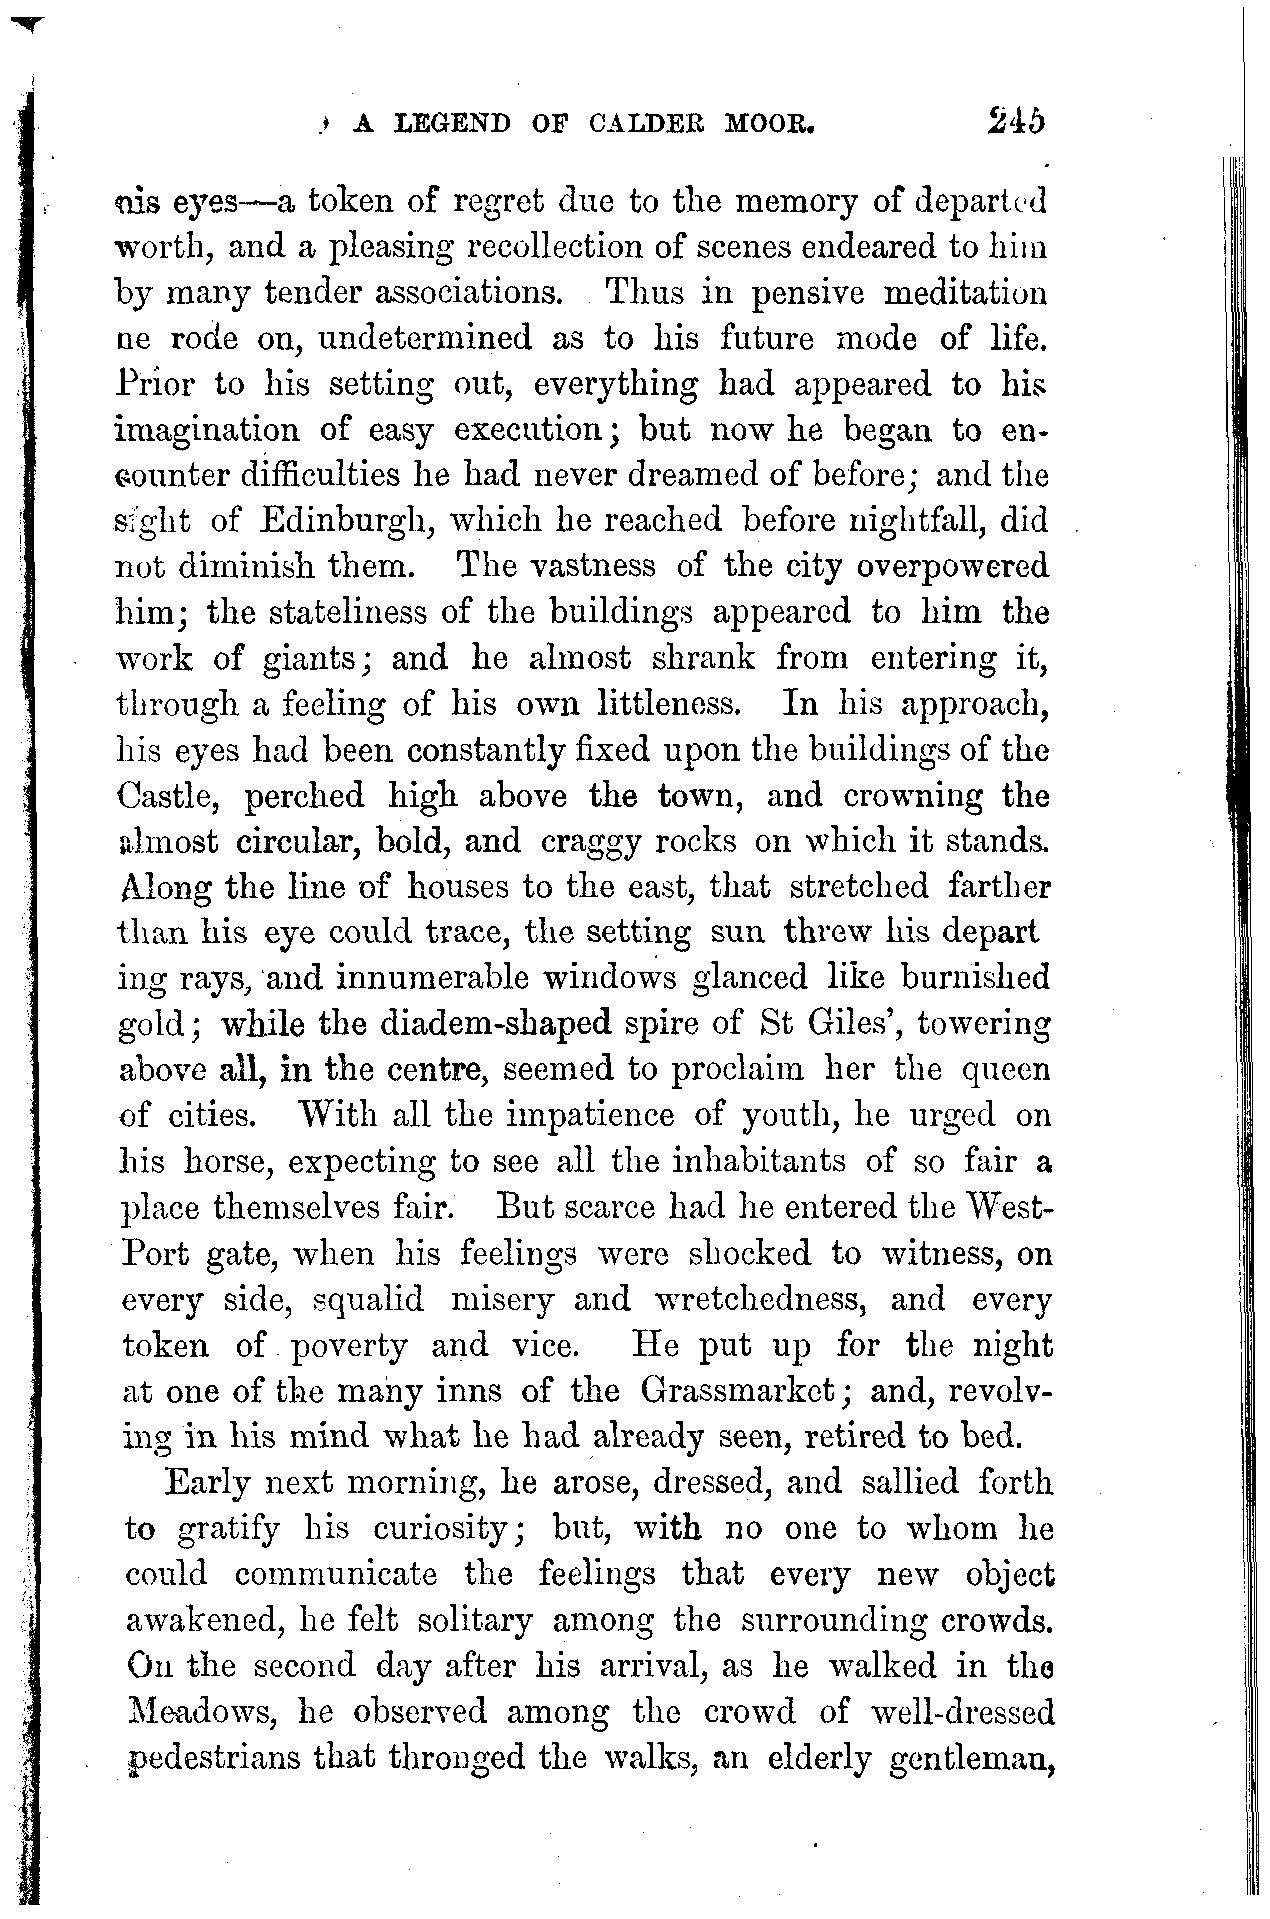 A LEGEND OF CALDER MOOR. 245
his eyes—a token of regret due to the memory of departed
worth, and a pleasing recollection of scenes endeared to him
by many tender associations. Thus in pensive meditation
he rode on, undetermined as to his future mode of life.
Prior to his setting out, everything had appeared to his
imagination of easy execution; but now he began to en-
counter difficulties he had never dreamed of before; and the
sight of Edinburgh, which he reached before nightfall, did
not diminish them. The vastness of the city overpowered
him; the stateliness of the buildings appeared to him the
work of giants; and he almost shrank from entering it,
through a feeling of his own littleness. In his approach,
his eyes had been constantly fixed upon the buildings of the
Castle, perched high above the town, and crowning the
almost circular, bold, and craggy rocks on which it stands.
Along the line of houses to the east, that stretched farther
than his eye could trace, the setting sun threw his depart
ing rays, and innumerable windows glanced like burnished
gold; while the diadem-shaped spire of St Giles', towering
above all, in the centre, seemed to proclaim her the queen
of cities. With all the impatience of youth, he urged on
his horse, expecting to see all the inhabitants of so fair a
place themselves fair. But scarce had he entered the West-
Port gate, when his feelings were shocked to witness, on
every side, squalid misery and wretchedness, and every
token of poverty and vice. He put up for the night
at one of the many inns of the Grassmarket; and, revolv-
ing in his mind what he had already seen, retired to bed.
Early next morning, he arose, dressed, and sallied forth
to gratify his curiosity; but, with no one to whom he
could communicate the feelings that every new object
awakened, he felt solitary among the surrounding crowds.
On the second day after his arrival, as he walked in the
Meadows, he observed among the crowd of well-dressed
pedestrians that thronged the walks, an elderly gentleman,